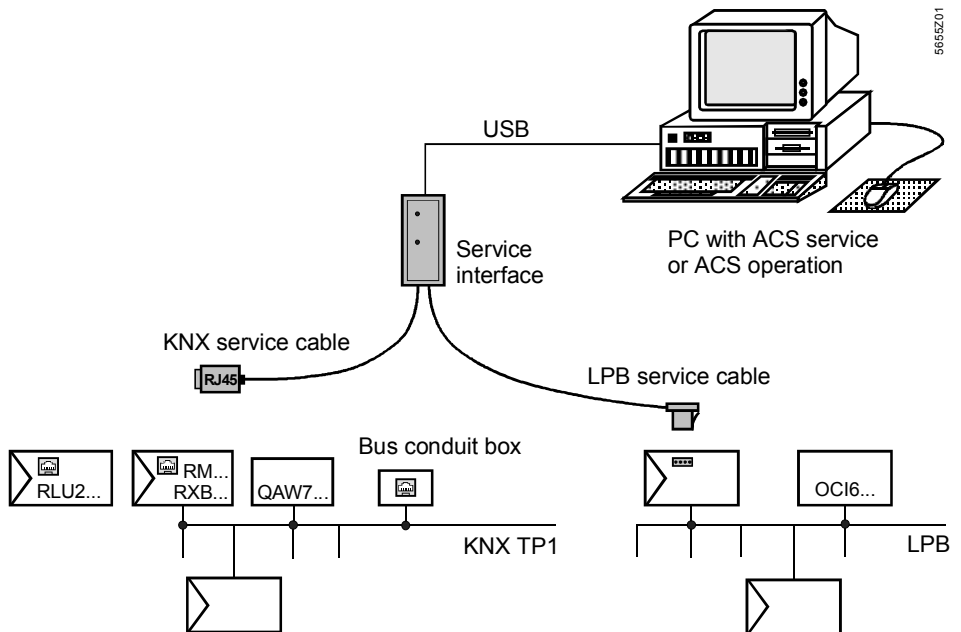 5655Z01
USB
Service
interface
PC with ACS service
or ACS operation
KNX service cable
RJ45
LPB service cable
Bus conduit box
RLU2...
RM...
RXB...
QAW7...
OCI6...
KNX TP1
LPB